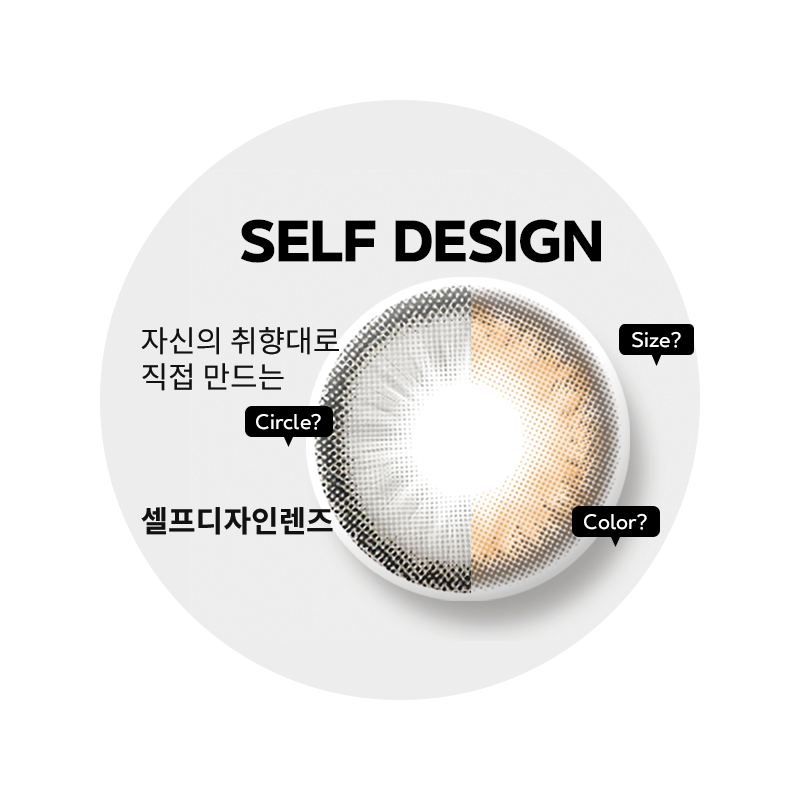 SELF DESIGN
자신의 취향대로
직접 만드는
Size?
Circle?
셀프디자인렌즈
Color?